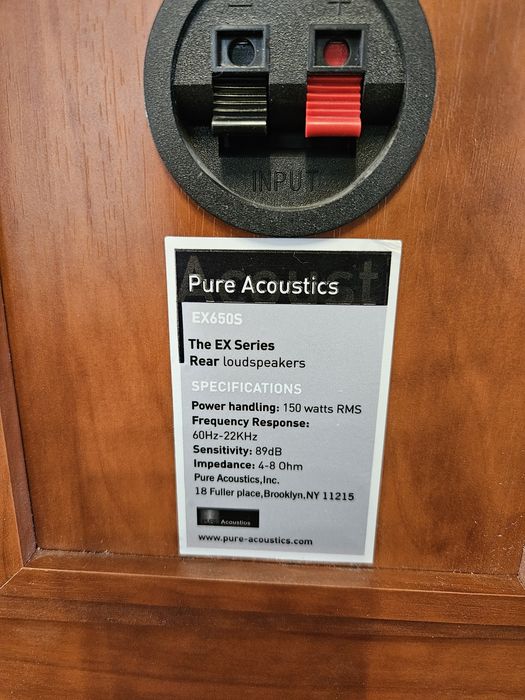 − +
INPUT
Acoust
Pure Acoustics
EX650S
The EX Series
Rear loudspeakers
SPECIFICATIONS
Power handling: 150 watts RMS
Frequency Response:
60Hz-22KHz
Sensitivity: 89dB
Impedance: 4-8 Ohm
Pure Acoustics,Inc.
18 Fuller place,Brooklyn.NY 11215
Acoustics
www.pure-acoustics.com